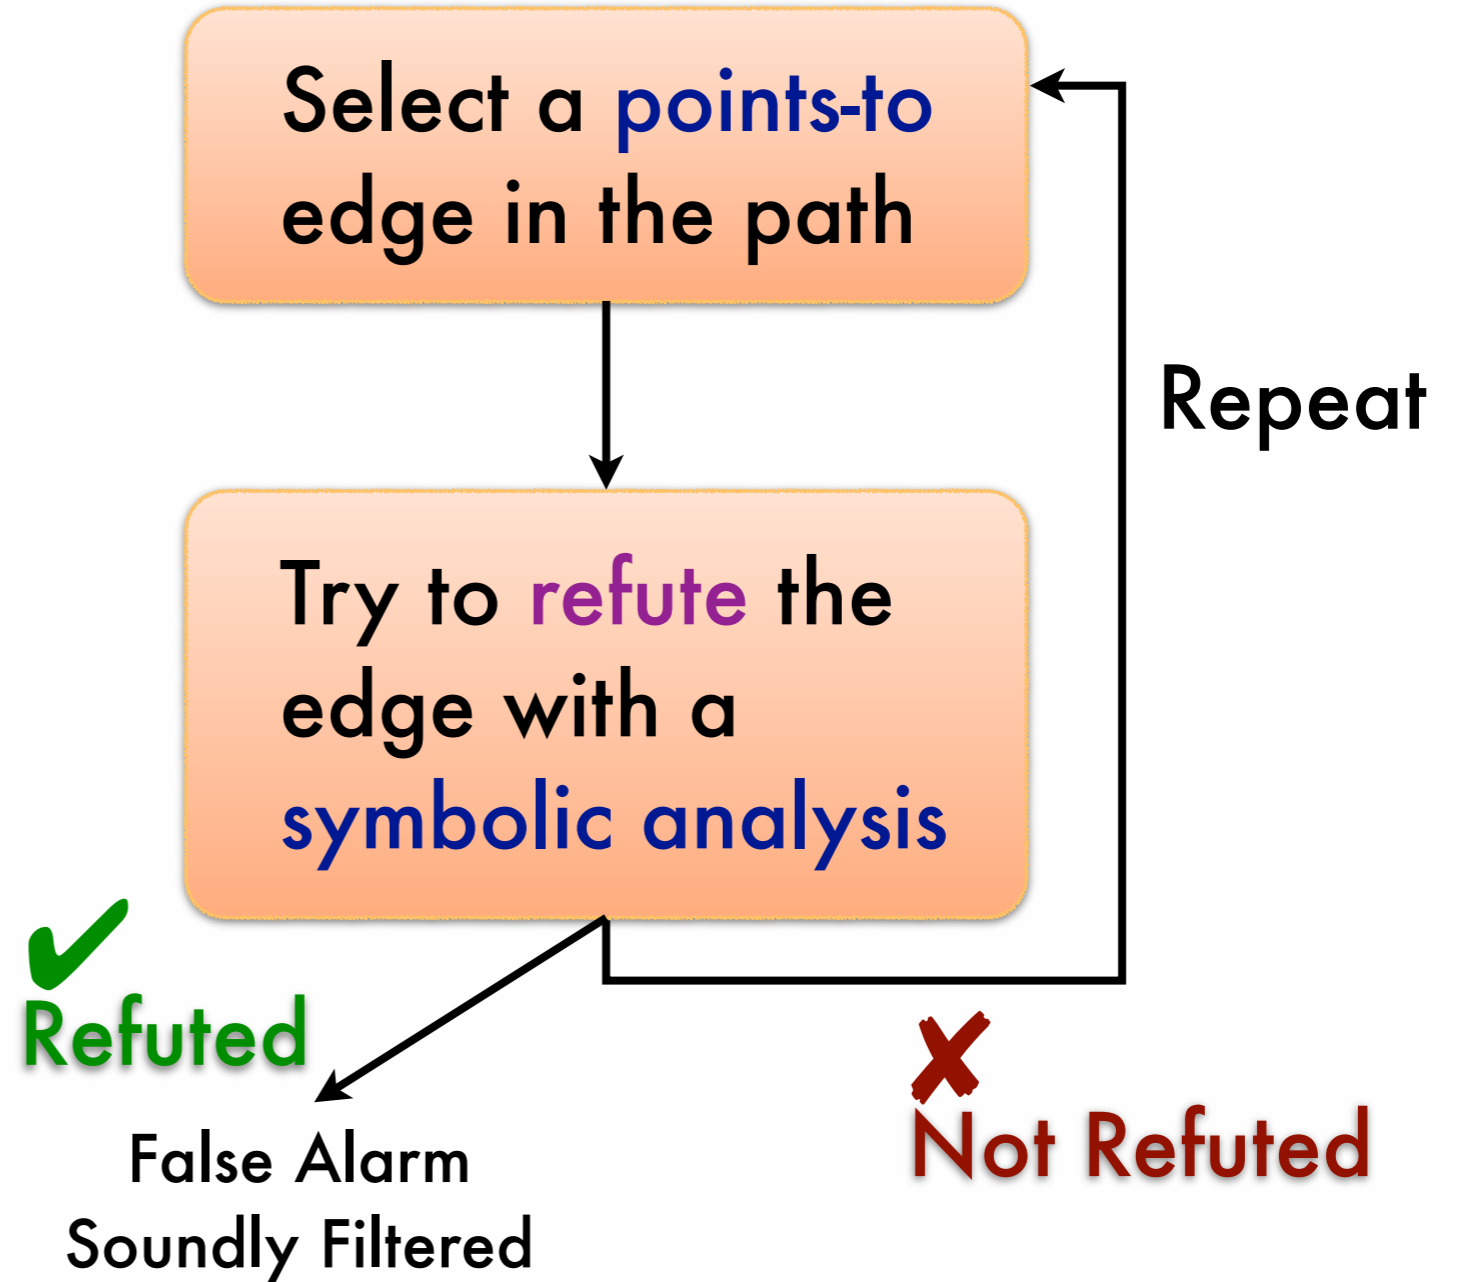 Select a points-to
edge in the path
Repeat
Try to refute the
edge with a
symbolic analysis
Refuted
Not Refuted
False Alarm
Soundly Filtered